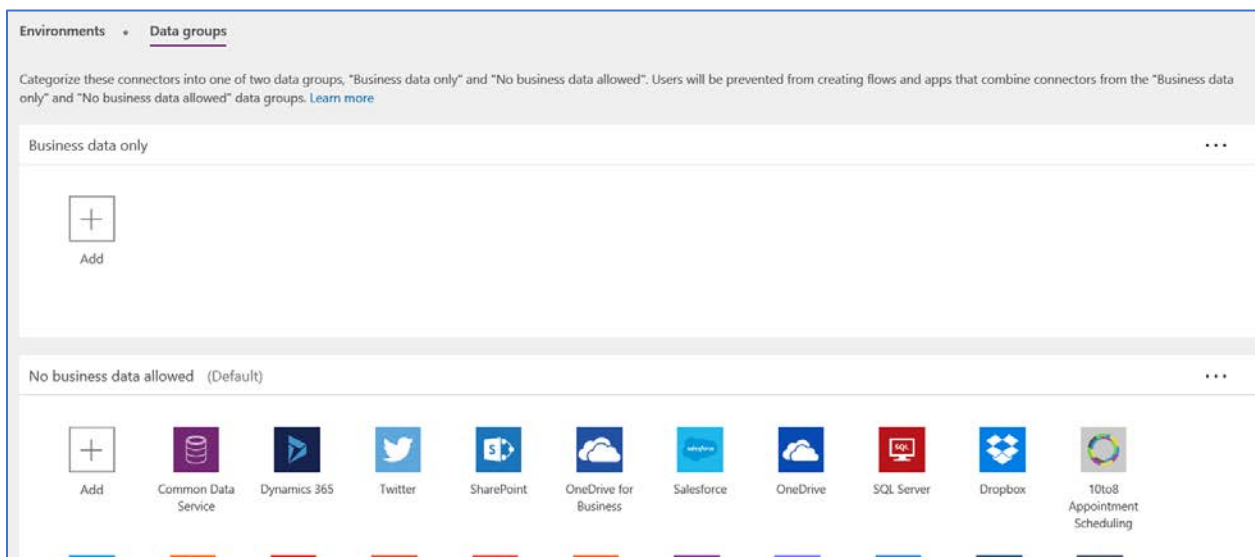 Environments • Data groups
Categorize these connectors into one of two data groups, "Business data only" and "No business data allowed". Users will be prevented from creating flows and apps that combine connectors from the "Business data
only" and "No business data allowed" data groups. Learn more
Business data only ...
Add
No business data allowed (Default) ...
S
salesforce
SQL
Add
Common Data
Service
Dynamics 365
Twitter
SharePoint
OneDrive for
Business
Salesforce
OneDrive
SQL Server
Dropbox
10to8
Appointment
Scheduling